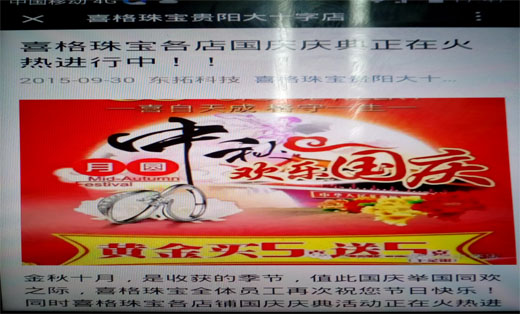 中国移动 4G
喜格珠宝贵阳大十字店
喜格珠宝各店国庆庆典正在火
热进行中！！
2015-09-30 东拓科技 喜格珠宝贵阳大十...
喜自天成
中秋
月圆
Mid-Autumn
Festival
欢乐国庆
黄金买5 送5
金秋十月，是收获的季节，值此国庆举国同欢
之际，喜格珠宝全体员工再次祝您节日快乐！
同时喜格珠宝各店铺国庆庆典活动正在火热进